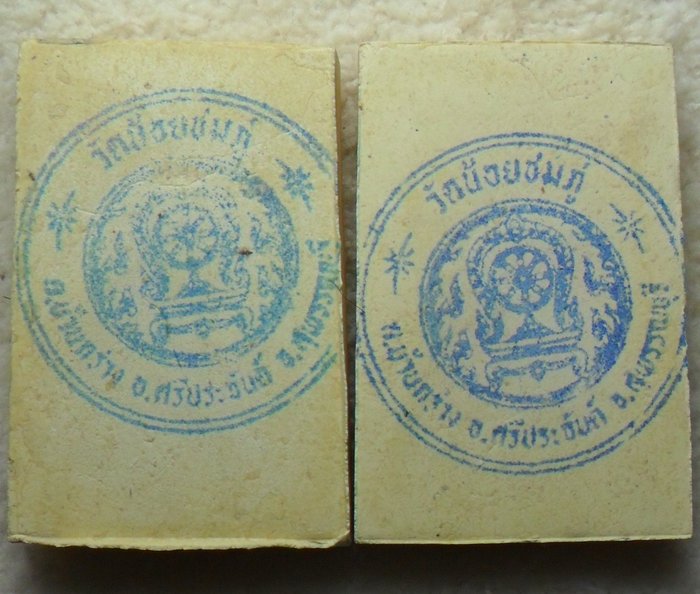 วัดน้อยชมภู่
ต.บ้านกร่าง อ.ศรีประจันต์ จ.สุพรรณบุรี
วัดน้อยชมภู่
ต.บ้านกร่าง อ.ศรีประจันต์ จ.สุพรรณบุรี